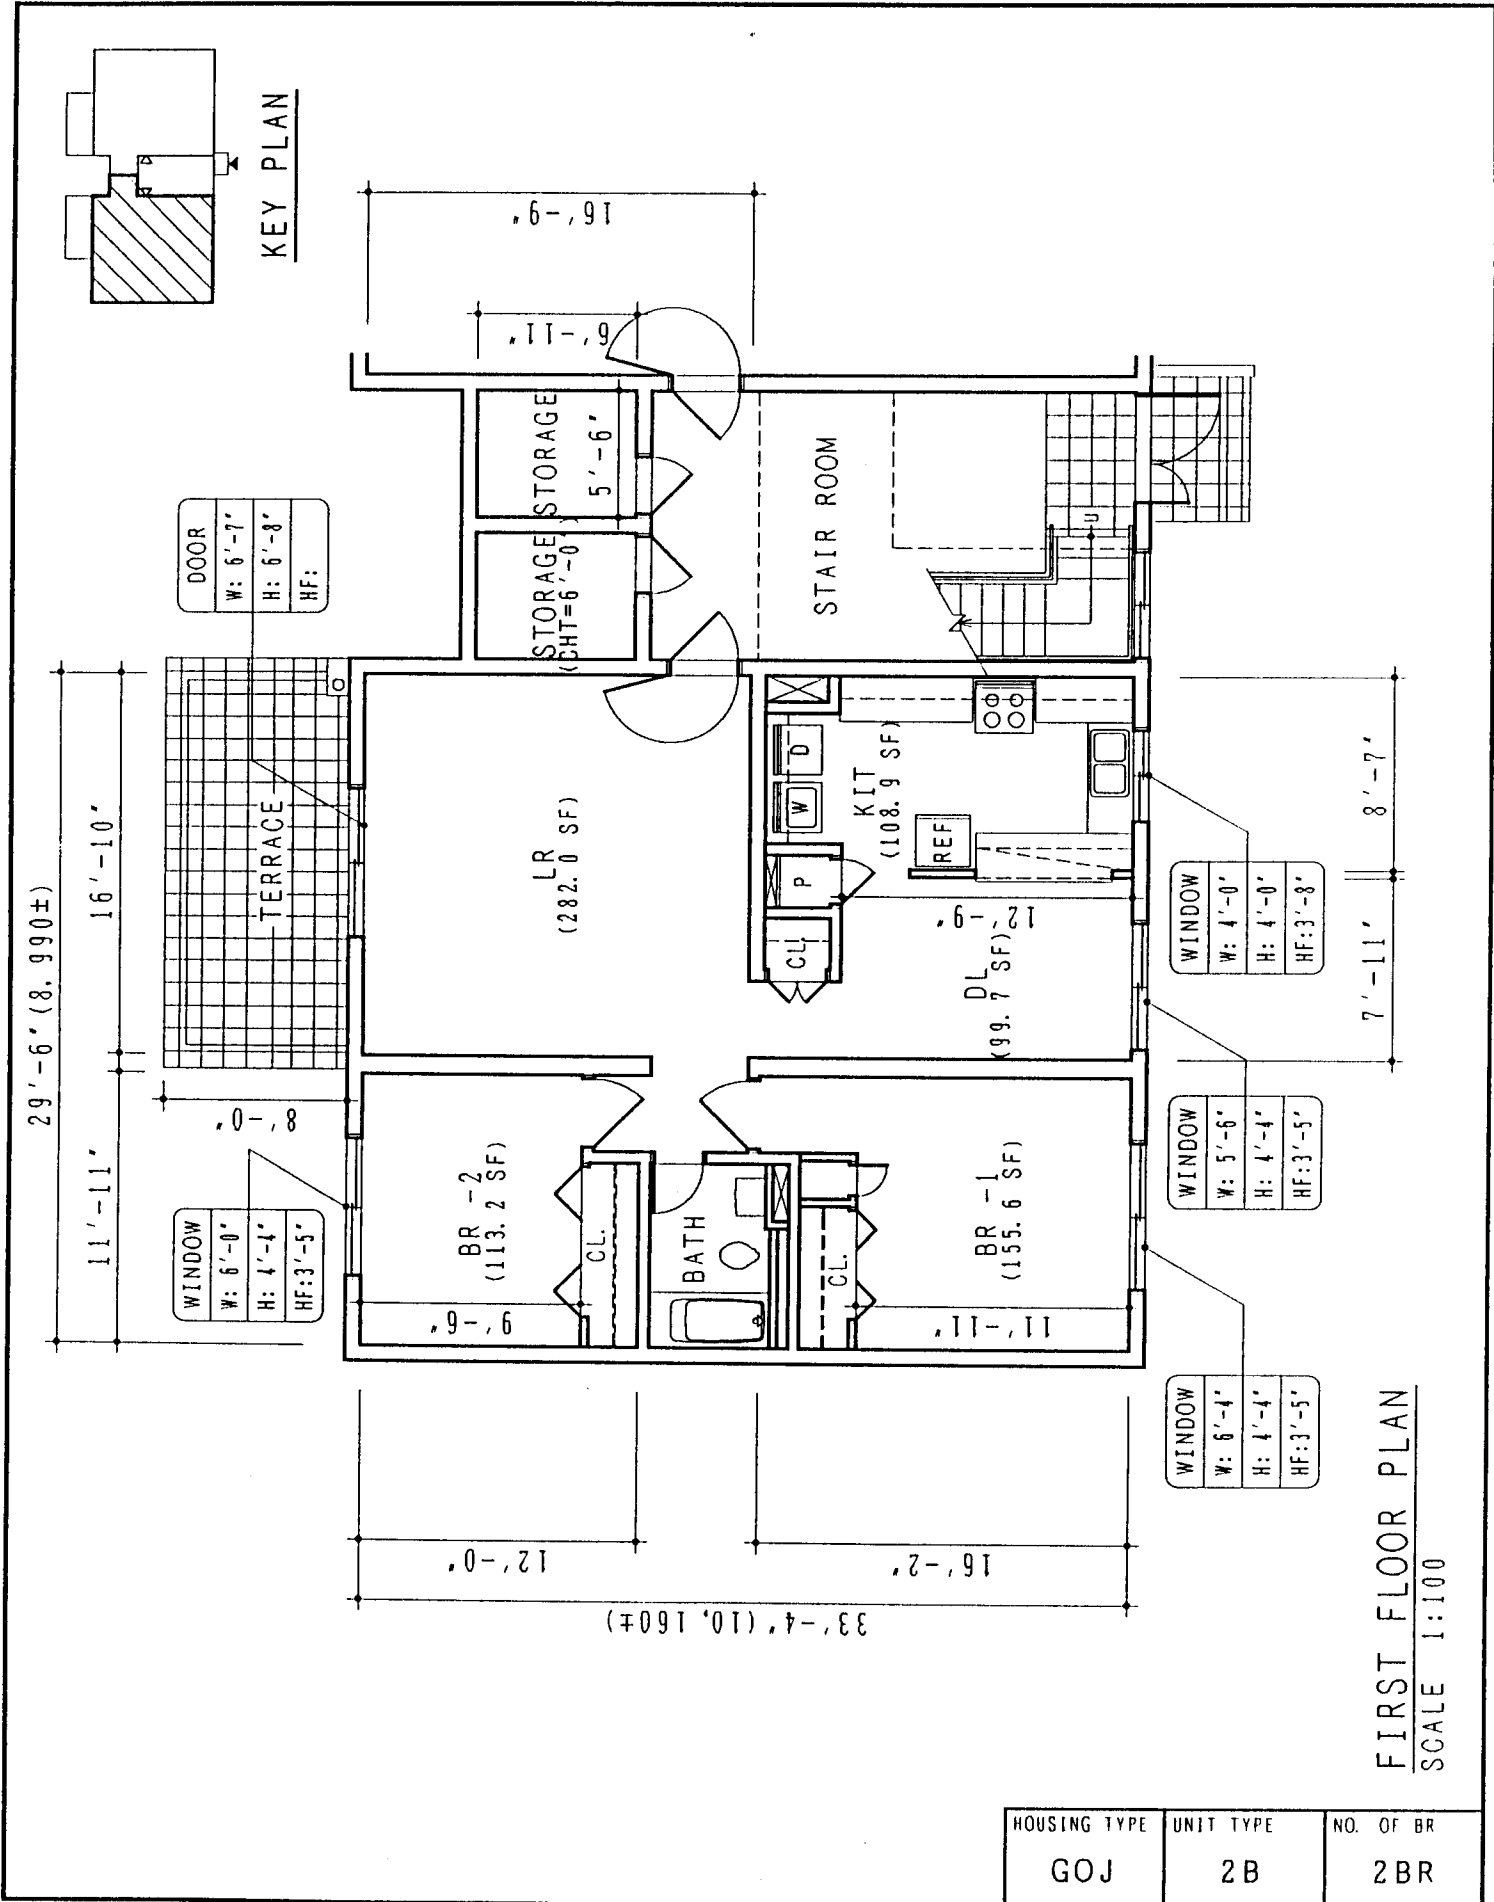 KEY PLAN
16'-9"
6'-11"
STORAGE
5'-6"
STORAGE
(CHT=6'-0")
STAIR ROOM
U
DOOR
W: 6'-7"
H: 6'-8"
HF:
29'-6"(8,990±)
16'-10"
11'-11"
TERRACE
8'-0"
LR
(282.0 SF)
D
W
KIT
(108.9 SF)
REF
P
CL.
12'-9"
DL
(99.7 SF)
8'-7"
7'-11"
WINDOW
W: 4'-0"
H: 4'-0"
HF:3'-8"
WINDOW
W: 5'-6"
H: 4'-4"
HF:3'-5"
WINDOW
W: 6'-0"
H: 4'-4"
HF:3'-5"
BR -2
(113.2 SF)
9'-6"
CL.
BATH
CL.
BR -1
(155.6 SF)
11'-11"
WINDOW
W: 6'-4"
H: 4'-4"
HF:3'-5"
12'-0"
16'-2"
33'-4"(10,160±)
FIRST FLOOR PLAN
SCALE 1:100
HOUSING TYPE
GOJ
UNIT TYPE
2B
NO. OF BR
2BR